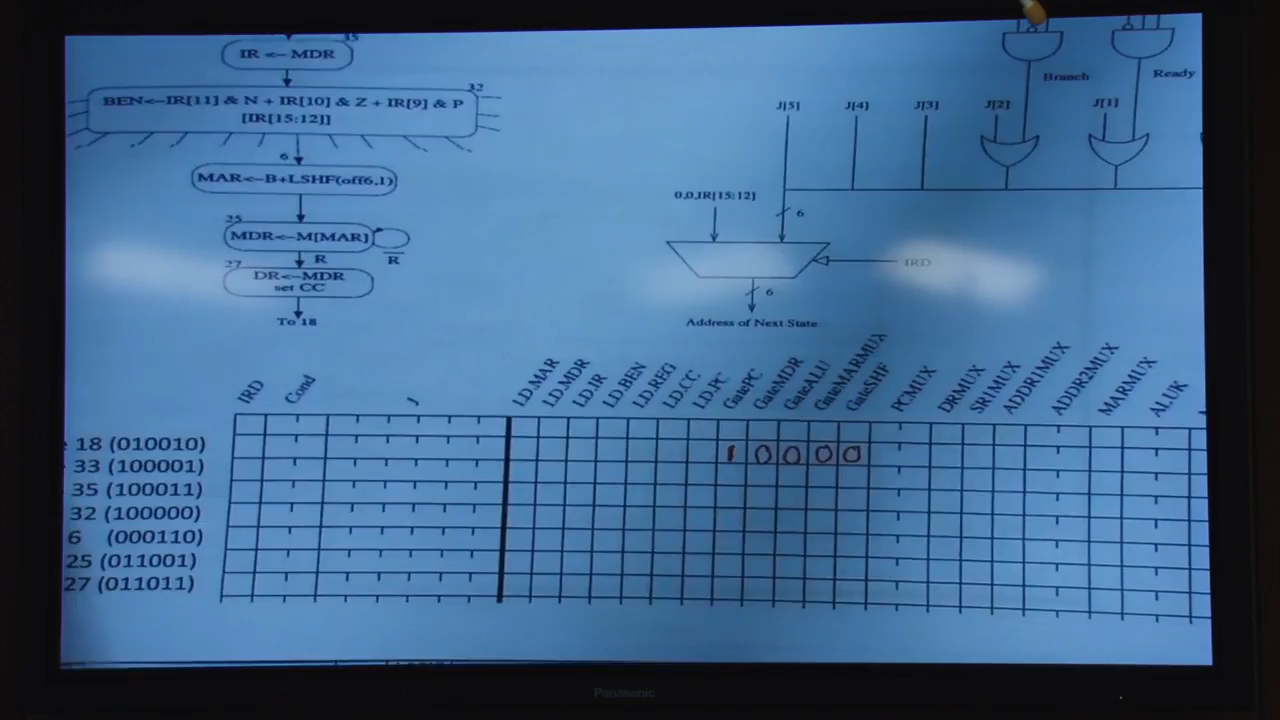 35
IR <- MDR
32
BEN<-IR[11] & N + IR[10] & Z + IR[9] & P
[IR[15:12]]
6
MAR<-B+LSHF(off6,1)
25
MDR<-M[MAR]
R
R
27
DR<-MDR
set CC
To 18
Branch
Ready
J[5]
J[4]
J[3]
J[2]
J[1]
0,0,IR[15:12]
6
IRD
6
Address of Next State
IRD
Cond
J
LD.MAR
LD.MDR
LD.IR
LD.BEN
LD.REG
LD.CC
LD.PC
GatePC
GateMDR
GateALU
GateMARMUX
GateSHF
PCMUX
DRMUX
SR1MUX
ADDR1MUX
ADDR2MUX
MARMUX
ALUK
18 (010010)
1 0 0 0 0
33 (100001)
35 (100011)
32 (100000)
6 (000110)
25 (011001)
27 (011011)
Panasonic